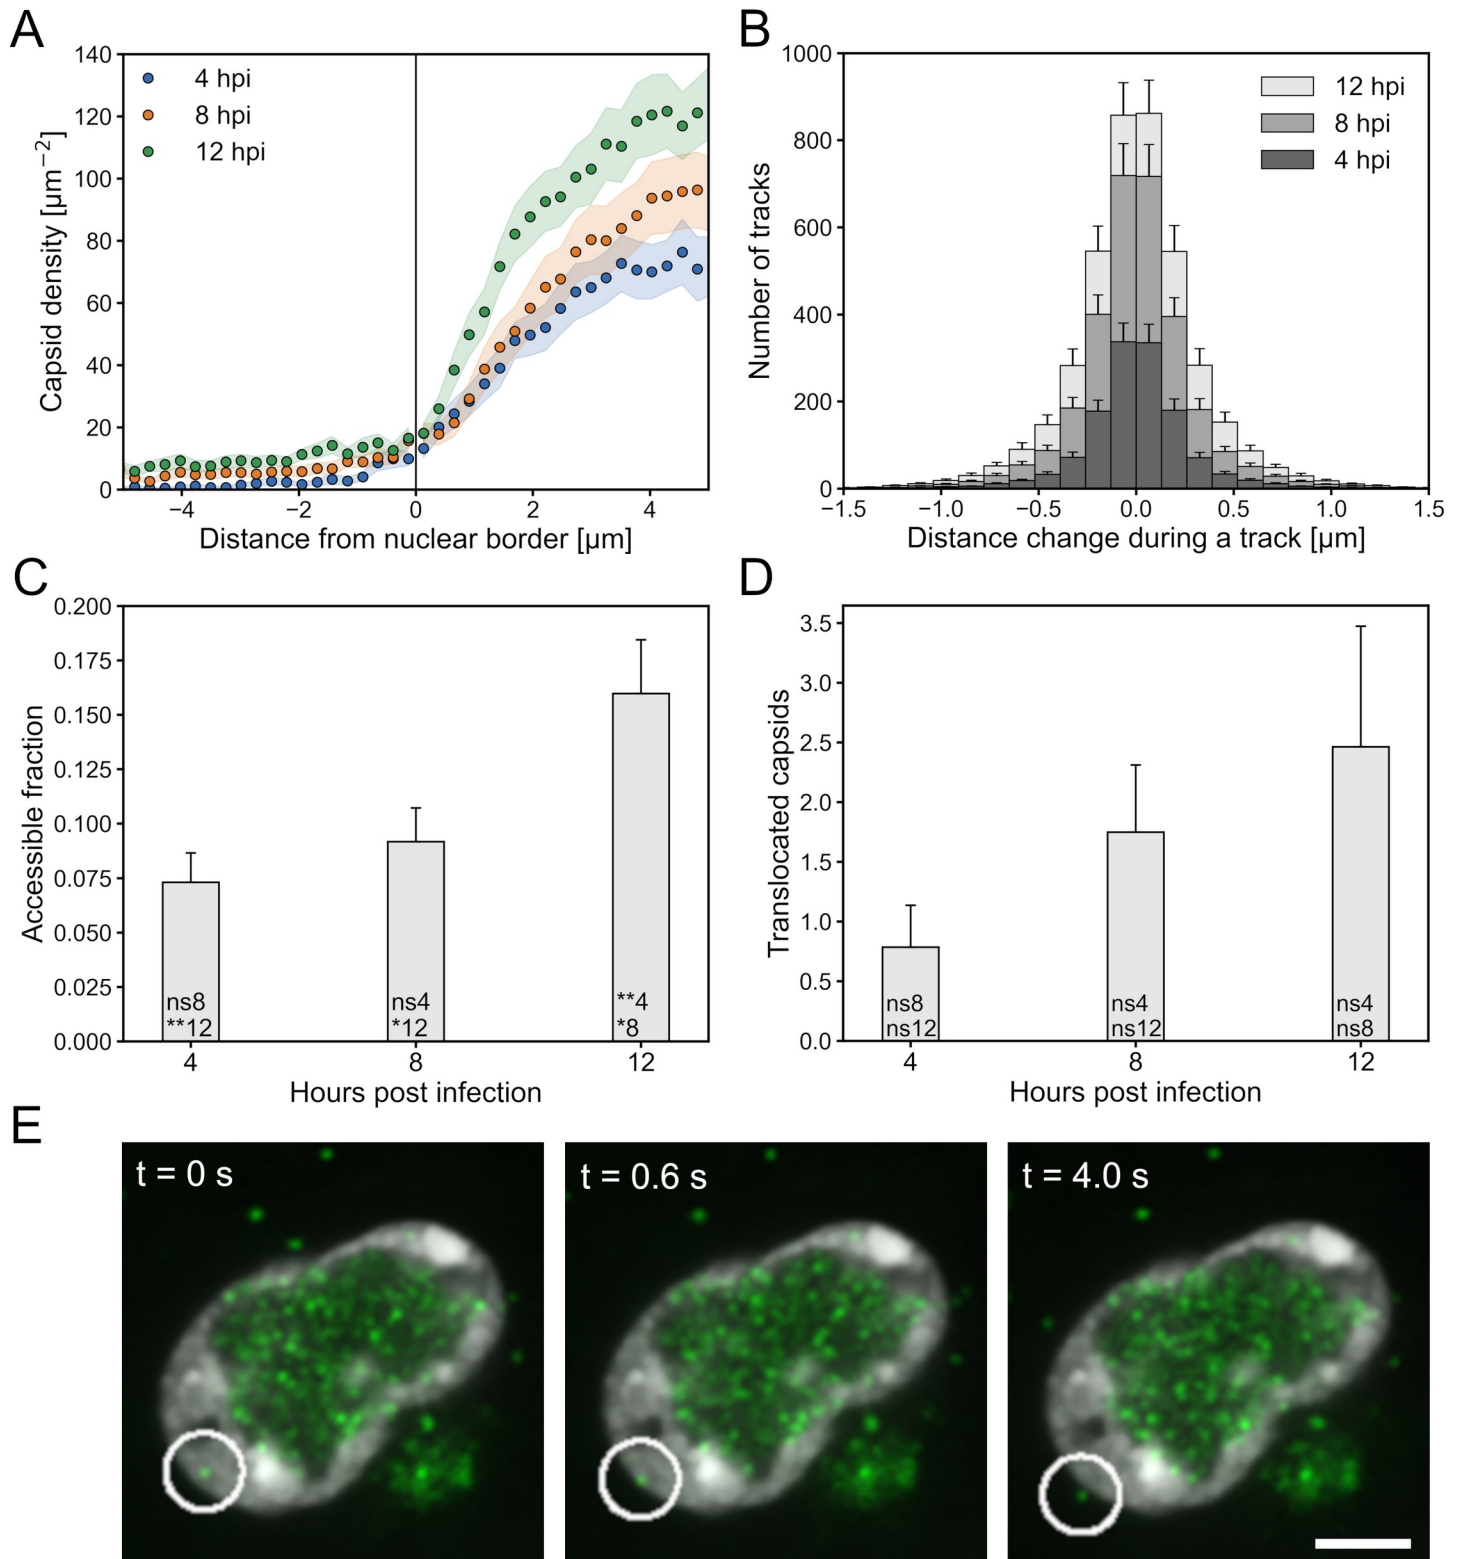 A
140
120
100
80
60
40
20
0
Capsid density [µm−2]
4 hpi
8 hpi
12 hpi
−4
−2
0
2
4
Distance from nuclear border [µm]
B
1000
800
600
400
200
0
Number of tracks
12 hpi
8 hpi
4 hpi
−1.5
−1.0
−0.5
0.0
0.5
1.0
1.5
Distance change during a track [µm]
C
0.200
0.175
0.150
0.125
0.100
0.075
0.050
0.025
0.000
Accessible fraction
ns8
**12
ns4
*12
**4
*8
4
8
12
Hours post infection
D
3.5
3.0
2.5
2.0
1.5
1.0
0.5
0.0
Translocated capsids
ns8
ns12
ns4
ns12
ns4
ns8
4
8
12
Hours post infection
E
t = 0 s
t = 0.6 s
t = 4.0 s